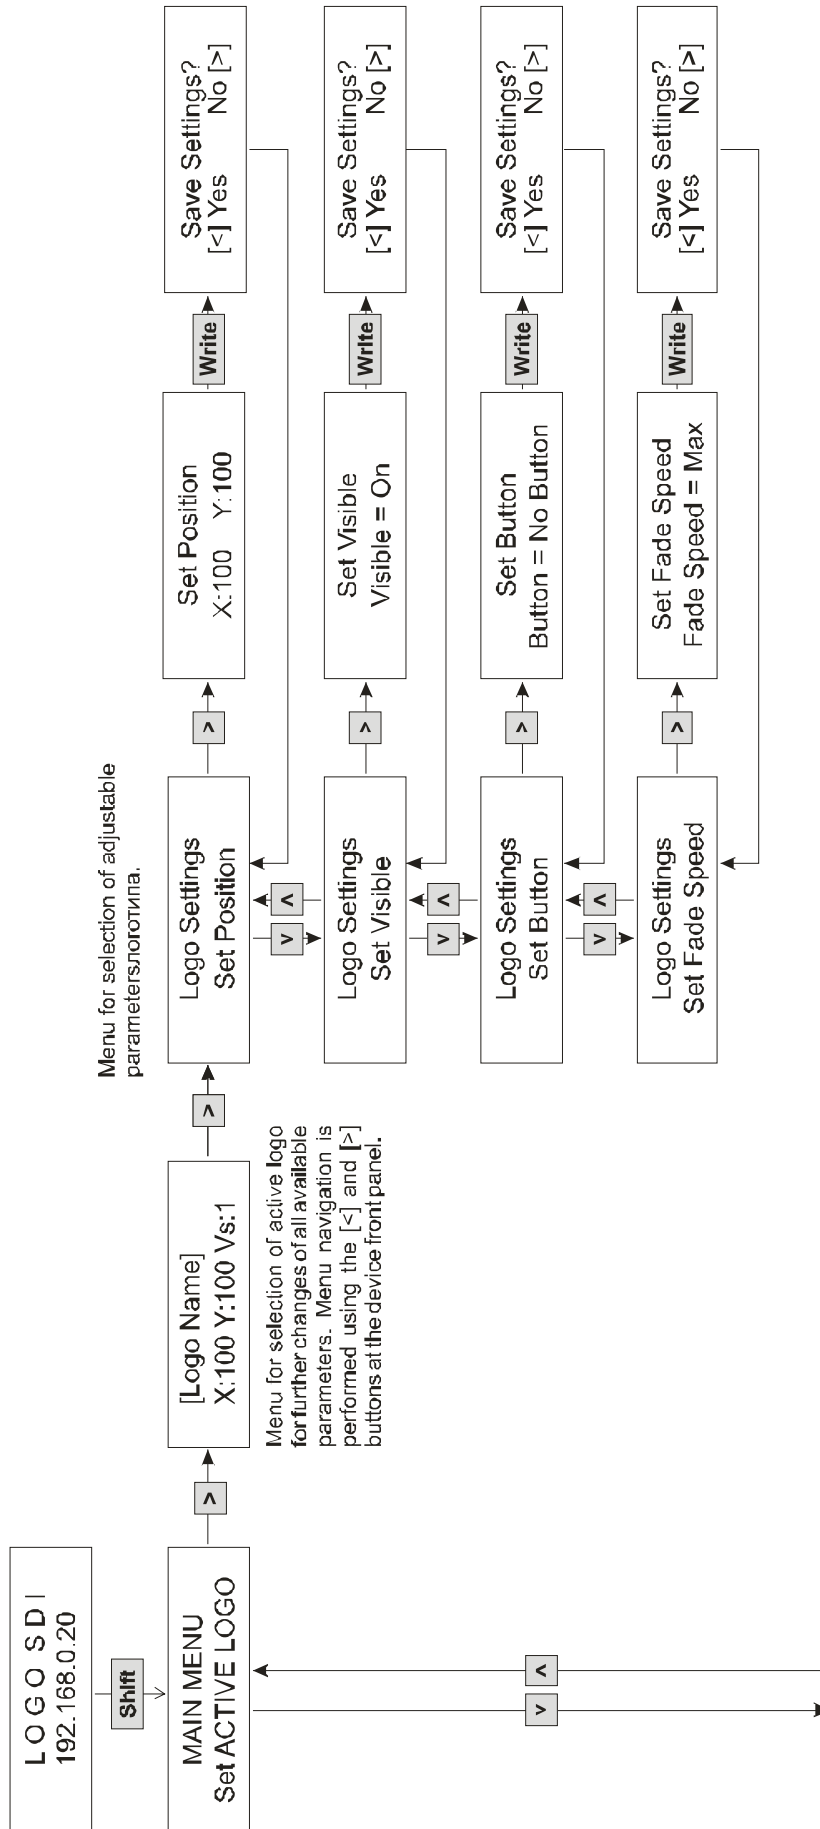 L O G O  S D I
192.168.0.20
Shift
MAIN MENU
Set ACTIVE LOGO
>
[Logo Name]
X:100 Y:100 Vs:1
Menu for selection of active logo
for further changes of all available
parameters. Menu navigation is
performed using the [<] and [>]
buttons at the device front panel.
>
Menu for selection of adjustable
parametersлоготипа.
Logo Settings
Set Position
>
Set Position
X:100 Y:100
Write
Save Settings?
[<] Yes No [>]
v
<
Logo Settings
Set Visible
>
Set Visible
Visible = On
Write
Save Settings?
[<] Yes No [>]
v
<
Logo Settings
Set Button
>
Set Button
Button = No Button
Write
Save Settings?
[<] Yes No [>]
v
<
Logo Settings
Set Fade Speed
>
Set Fade Speed
Fade Speed = Max
Write
Save Settings?
[<] Yes No [>]
v
<